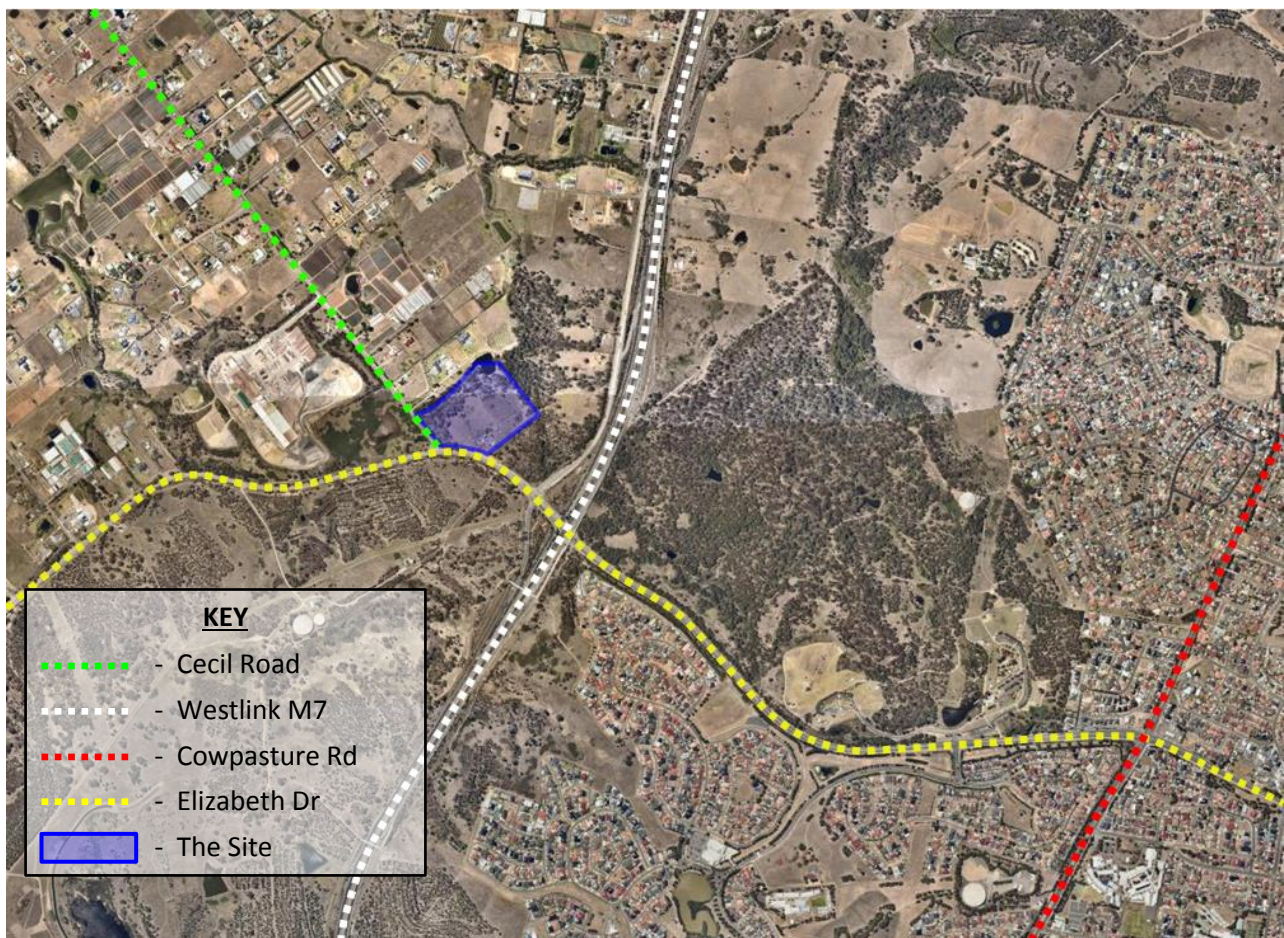 KEY
- Cecil Road
- Westlink M7
- Cowpasture Rd
- Elizabeth Dr
- The Site